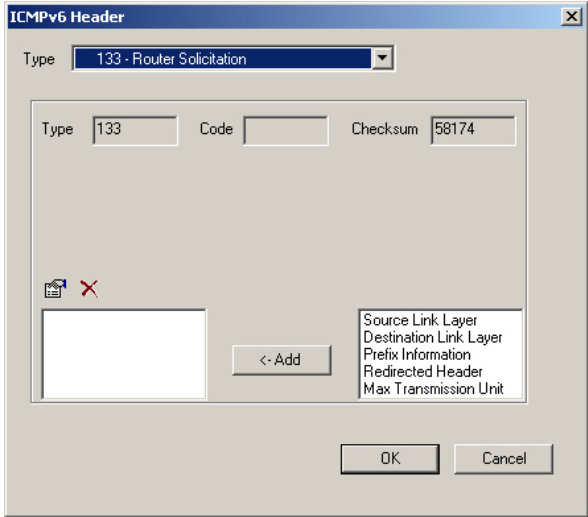 ICMPv6 Header
Type 133 - Router Solicitation
Type 133 Code Checksum 58174
<- Add
Source Link Layer
Destination Link Layer
Prefix Information
Redirected Header
Max Transmission Unit
OK Cancel